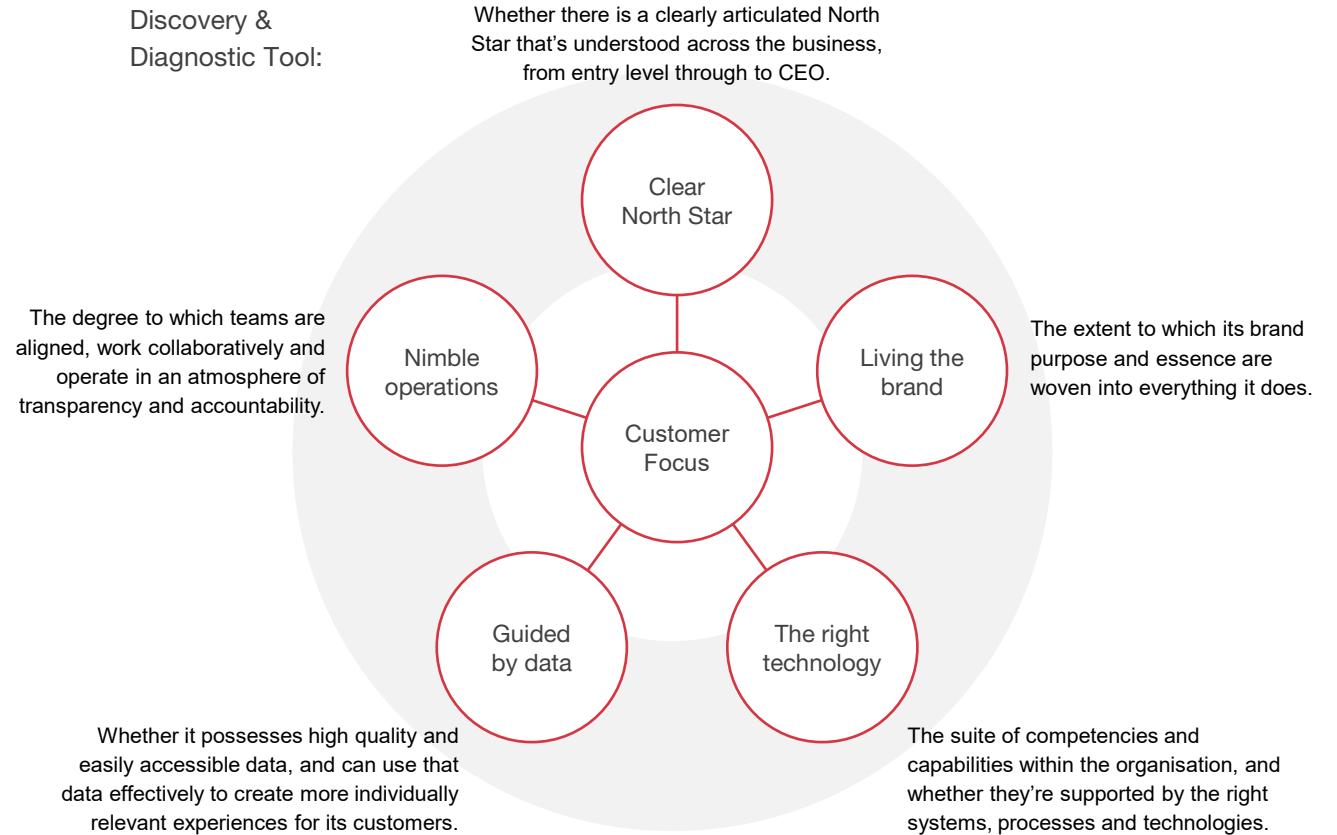 Discovery &
Diagnostic Tool:
Whether there is a clearly articulated North
Star that's understood across the business,
from entry level through to CEO.
Clear
North Star
The degree to which teams are
aligned, work collaboratively and
operate in an atmosphere of
transparency and accountability.
Nimble
operations
Living the
brand
The extent to which its brand
purpose and essence are
woven into everything it does.
Customer
Focus
Guided
by data
The right
technology
Whether it possesses high quality and
easily accessible data, and can use that
data effectively to create more individually
relevant experiences for its customers.
The suite of competencies and
capabilities within the organisation, and
whether they're supported by the right
systems, processes and technologies.